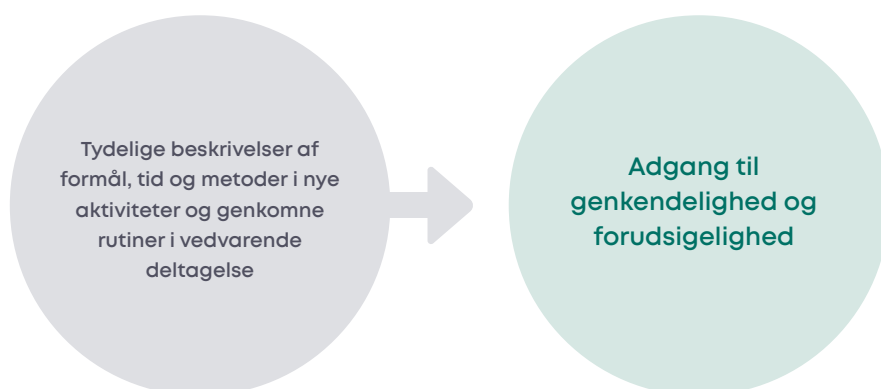 Tydelige beskrivelser af
formål, tid og metoder i nye
aktiviteter og genkomne
rutiner i vedvarende
deltagelse
Adgang til
genkendelighed og
forudsigelighed